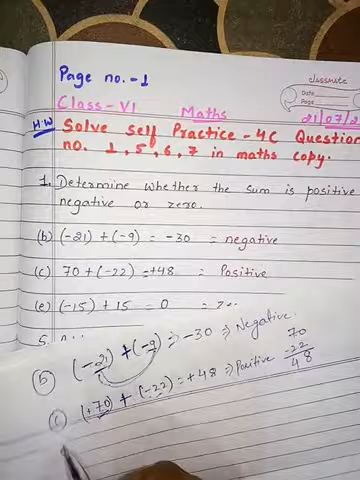 Page no.-1
classmate
Date
Page
Class-VI Maths 21/07/2
H.W Solve Self Practice-4C Question
no. 1,5,6,7 in maths copy.
1. Determine whether the sum is positive
negative or zero.
(b) (-21) + (-9) = -30 = negative
(c) 70 + (-22) = +48 = Positive
(e) (-15) + 15 = 0
5.
(b) (-21) + (-9) = -30 ⇒ Negative.
(c) (+70) + (-22) = +48 ⇒ Positive
70
-22
48